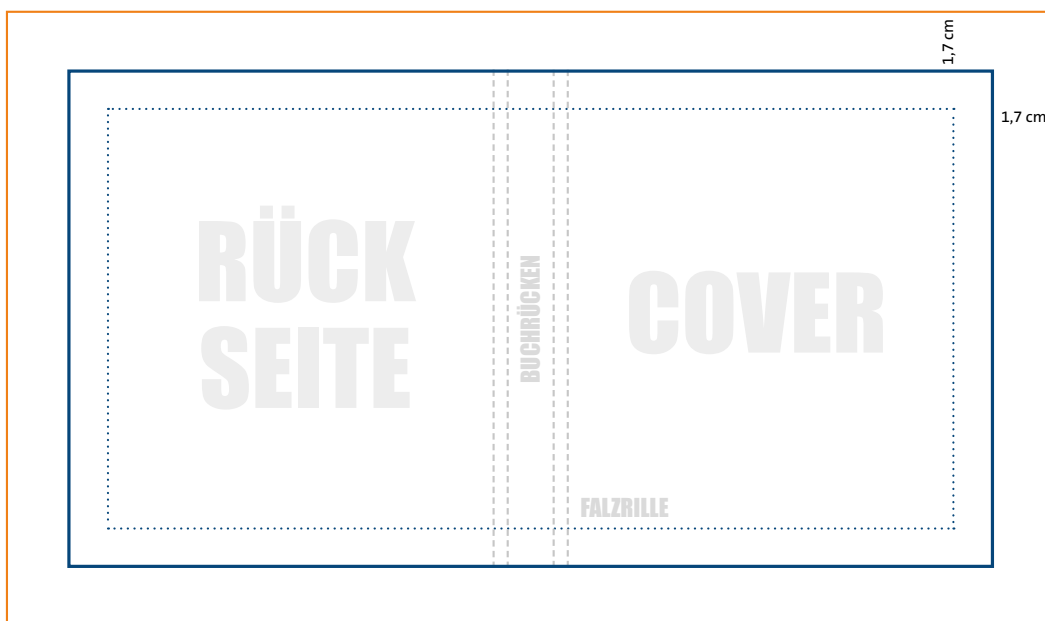 1,7 cm
1,7 cm
RÜCK
SEITE
BUCHRÜCKEN
COVER
FALZRILLE